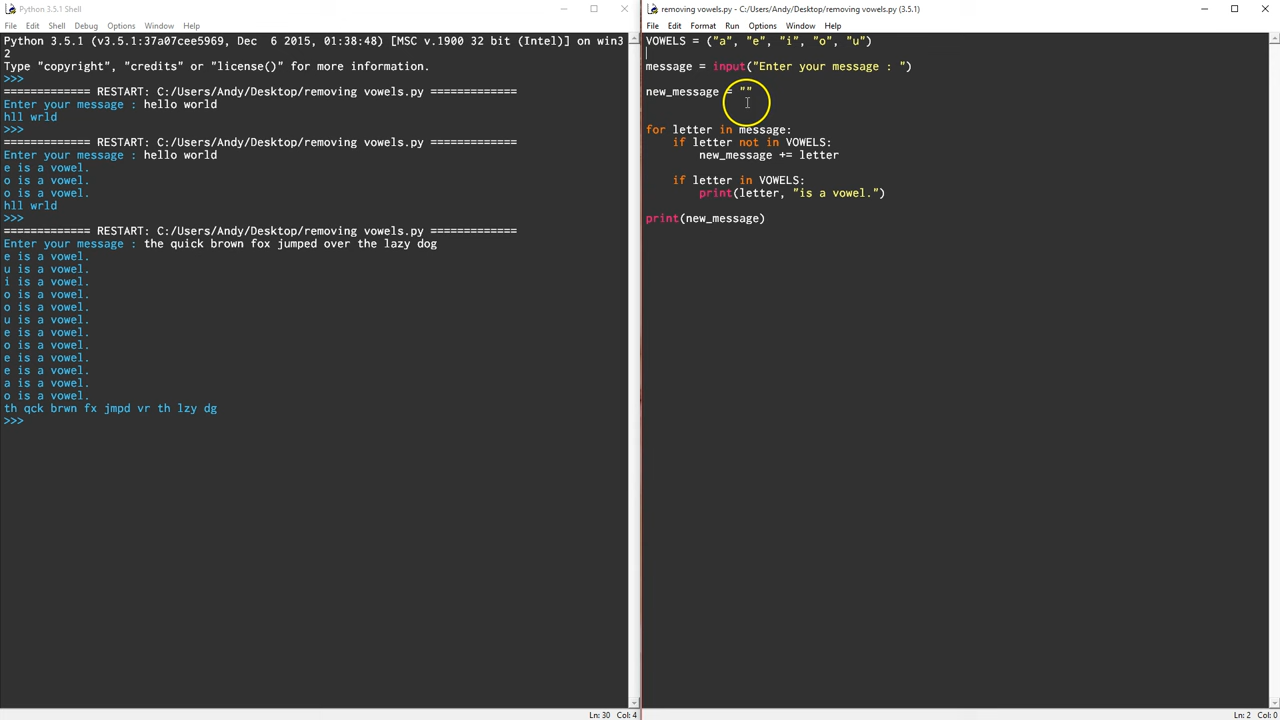 Python 3.5.1 Shell
File Edit Shell Debug Options Window Help
Python 3.5.1 (v3.5.1:37a07cee5969, Dec  6 2015, 01:38:48) [MSC v.1900 32 bit (Intel)] on win3
2
Type "copyright", "credits" or "license()" for more information.
>>>
============= RESTART: C:/Users/Andy/Desktop/removing vowels.py =============
Enter your message : hello world
hll wrld
>>>
============= RESTART: C:/Users/Andy/Desktop/removing vowels.py =============
Enter your message : hello world
e is a vowel.
o is a vowel.
o is a vowel.
hll wrld
>>>
============= RESTART: C:/Users/Andy/Desktop/removing vowels.py =============
Enter your message : the quick brown fox jumped over the lazy dog
e is a vowel.
u is a vowel.
i is a vowel.
o is a vowel.
o is a vowel.
u is a vowel.
e is a vowel.
o is a vowel.
e is a vowel.
e is a vowel.
a is a vowel.
o is a vowel.
th qck brwn fx jmpd vr th lzy dg
>>>
Ln: 30 Col: 4
removing vowels.py - C:/Users/Andy/Desktop/removing vowels.py (3.5.1)
File Edit Format Run Options Window Help
VOWELS = ("a", "e", "i", "o", "u")
message = input("Enter your message : ")
new_message = ""
for letter in message:
    if letter not in VOWELS:
        new_message += letter
    if letter in VOWELS:
        print(letter, "is a vowel.")
print(new_message)
Ln: 2 Col: 0